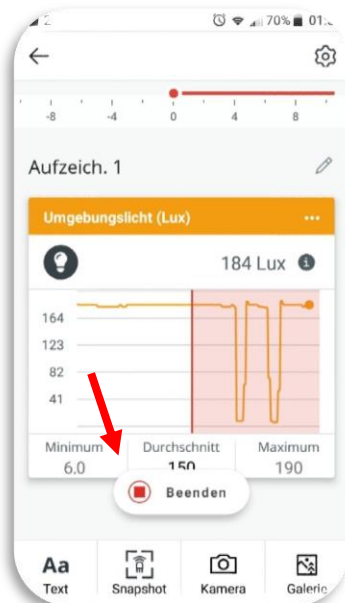 70% 01:
-8 -4 0 4 8
Aufzeich. 1
Umgebungslicht (Lux) ...
184 Lux i
164
123
82
41
Minimum Durchschnitt Maximum
6.0 150 190
Beenden
Aa
Text Snapshot Kamera Galerie